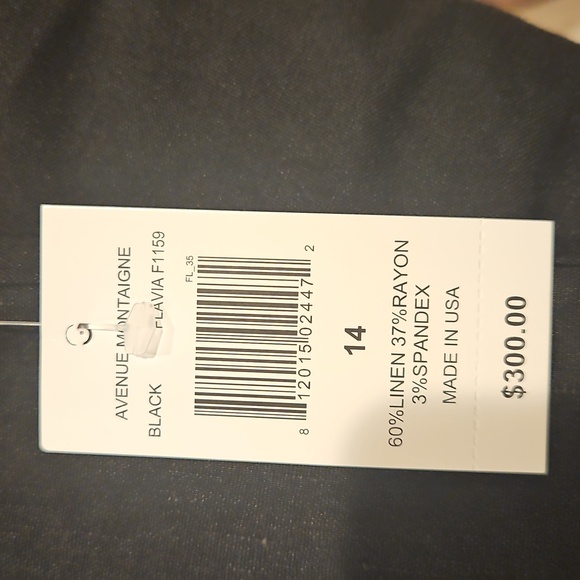 AVENUE MONTAIGNE
BLACK FLAVIA F1159
FL_35
8 12015 02447 2
14
60%LINEN 37%RAYON
3%SPANDEX
MADE IN USA
$300.00